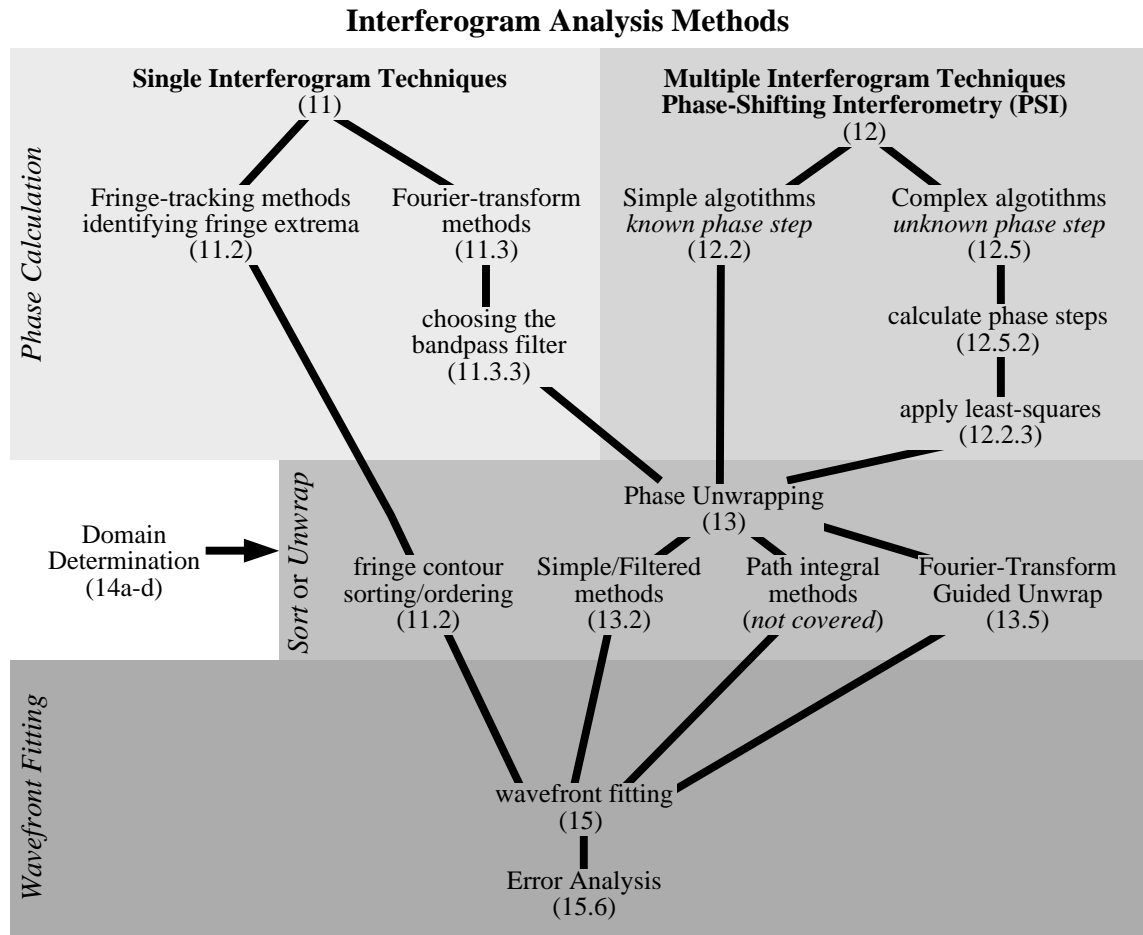 Interferogram Analysis Methods
Single Interferogram Techniques
(11)
Multiple Interferogram Techniques
Phase-Shifting Interferometry (PSI)
(12)
Phase Calculation
Fringe-tracking methods
identifying fringe extrema
(11.2)
Fourier-transform
methods
(11.3)
Simple algotithms
known phase step
(12.2)
Complex algotithms
unknown phase step
(12.5)
choosing the
bandpass filter
(11.3.3)
calculate phase steps
(12.5.2)
apply least-squares
(12.2.3)
Sort or Unwrap
Phase Unwrapping
(13)
Domain
Determination
(14a-d)
fringe contour
sorting/ordering
(11.2)
Simple/Filtered
methods
(13.2)
Path integral
methods
(not covered)
Fourier-Transform
Guided Unwrap
(13.5)
Wavefront Fitting
wavefront fitting
(15)
Error Analysis
(15.6)